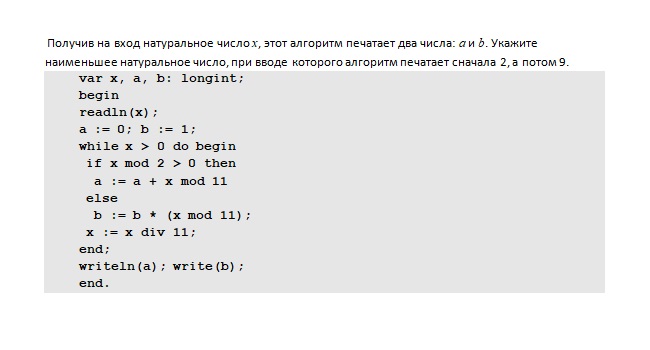 Получив на вход натуральное число x, этот алгоритм печатает два числа: a и b. Укажите
наименьшее натуральное число, при вводе которого алгоритм печатает сначала 2, а потом 9.
var x, a, b: longint;
begin
readln(x);
a := 0; b := 1;
while x > 0 do begin
if x mod 2 > 0 then
a := a + x mod 11
else
b := b * (x mod 11);
x := x div 11;
end;
writeln(a); write(b);
end.